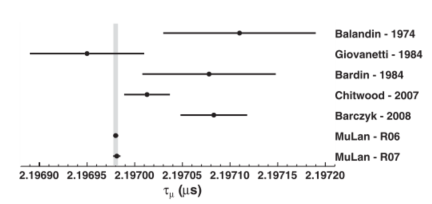 Balandin - 1974
Giovanetti - 1984
Bardin - 1984
Chitwood - 2007
Barczyk - 2008
MuLan - R06
MuLan - R07
2.19690 2.19695 2.19700 2.19705 2.19710 2.19715 2.19720
τμ (μs)